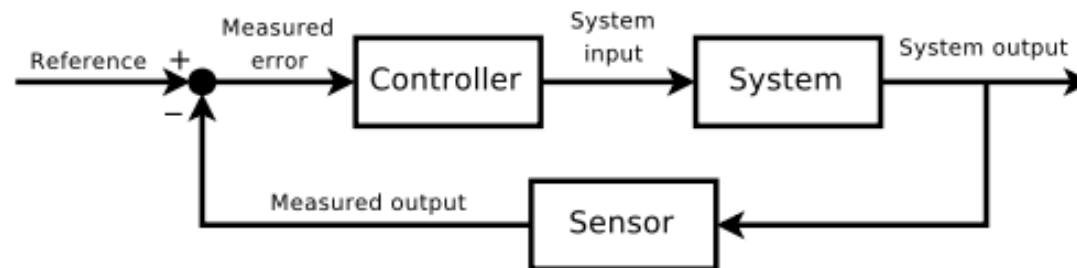 Reference
+
−
Measured
error
Controller
System
input
System
System output
Measured output
Sensor